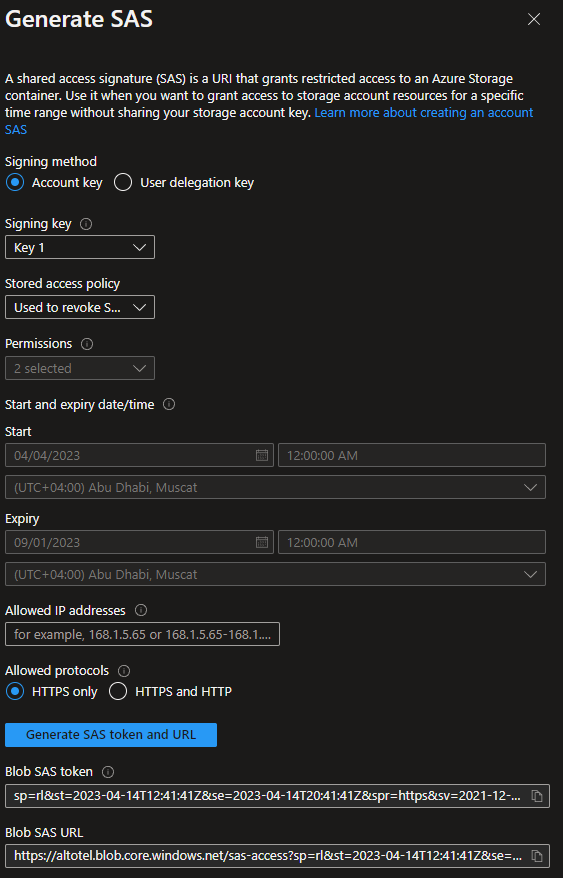 Generate SAS
A shared access signature (SAS) is a URI that grants restricted access to an Azure Storage
container. Use it when you want to grant access to storage account resources for a specific
time range without sharing your storage account key. Learn more about creating an account
SAS
Signing method
Account key User delegation key
Signing key
Key 1
Stored access policy
Used to revoke S...
Permissions
2 selected
Start and expiry date/time
Start
04/04/2023 12:00:00 AM
(UTC+04:00) Abu Dhabi, Muscat
Expiry
09/01/2023 12:00:00 AM
(UTC+04:00) Abu Dhabi, Muscat
Allowed IP addresses
for example, 168.1.5.65 or 168.1.5.65-168.1....
Allowed protocols
HTTPS only HTTPS and HTTP
Generate SAS token and URL
Blob SAS token
sp=rl&st=2023-04-14T12:41:41Z&se=2023-04-14T20:41:41Z&spr=https&sv=2021-12-...
Blob SAS URL
https://altotel.blob.core.windows.net/sas-access?sp=rl&st=2023-04-14T12:41:41Z&se=...